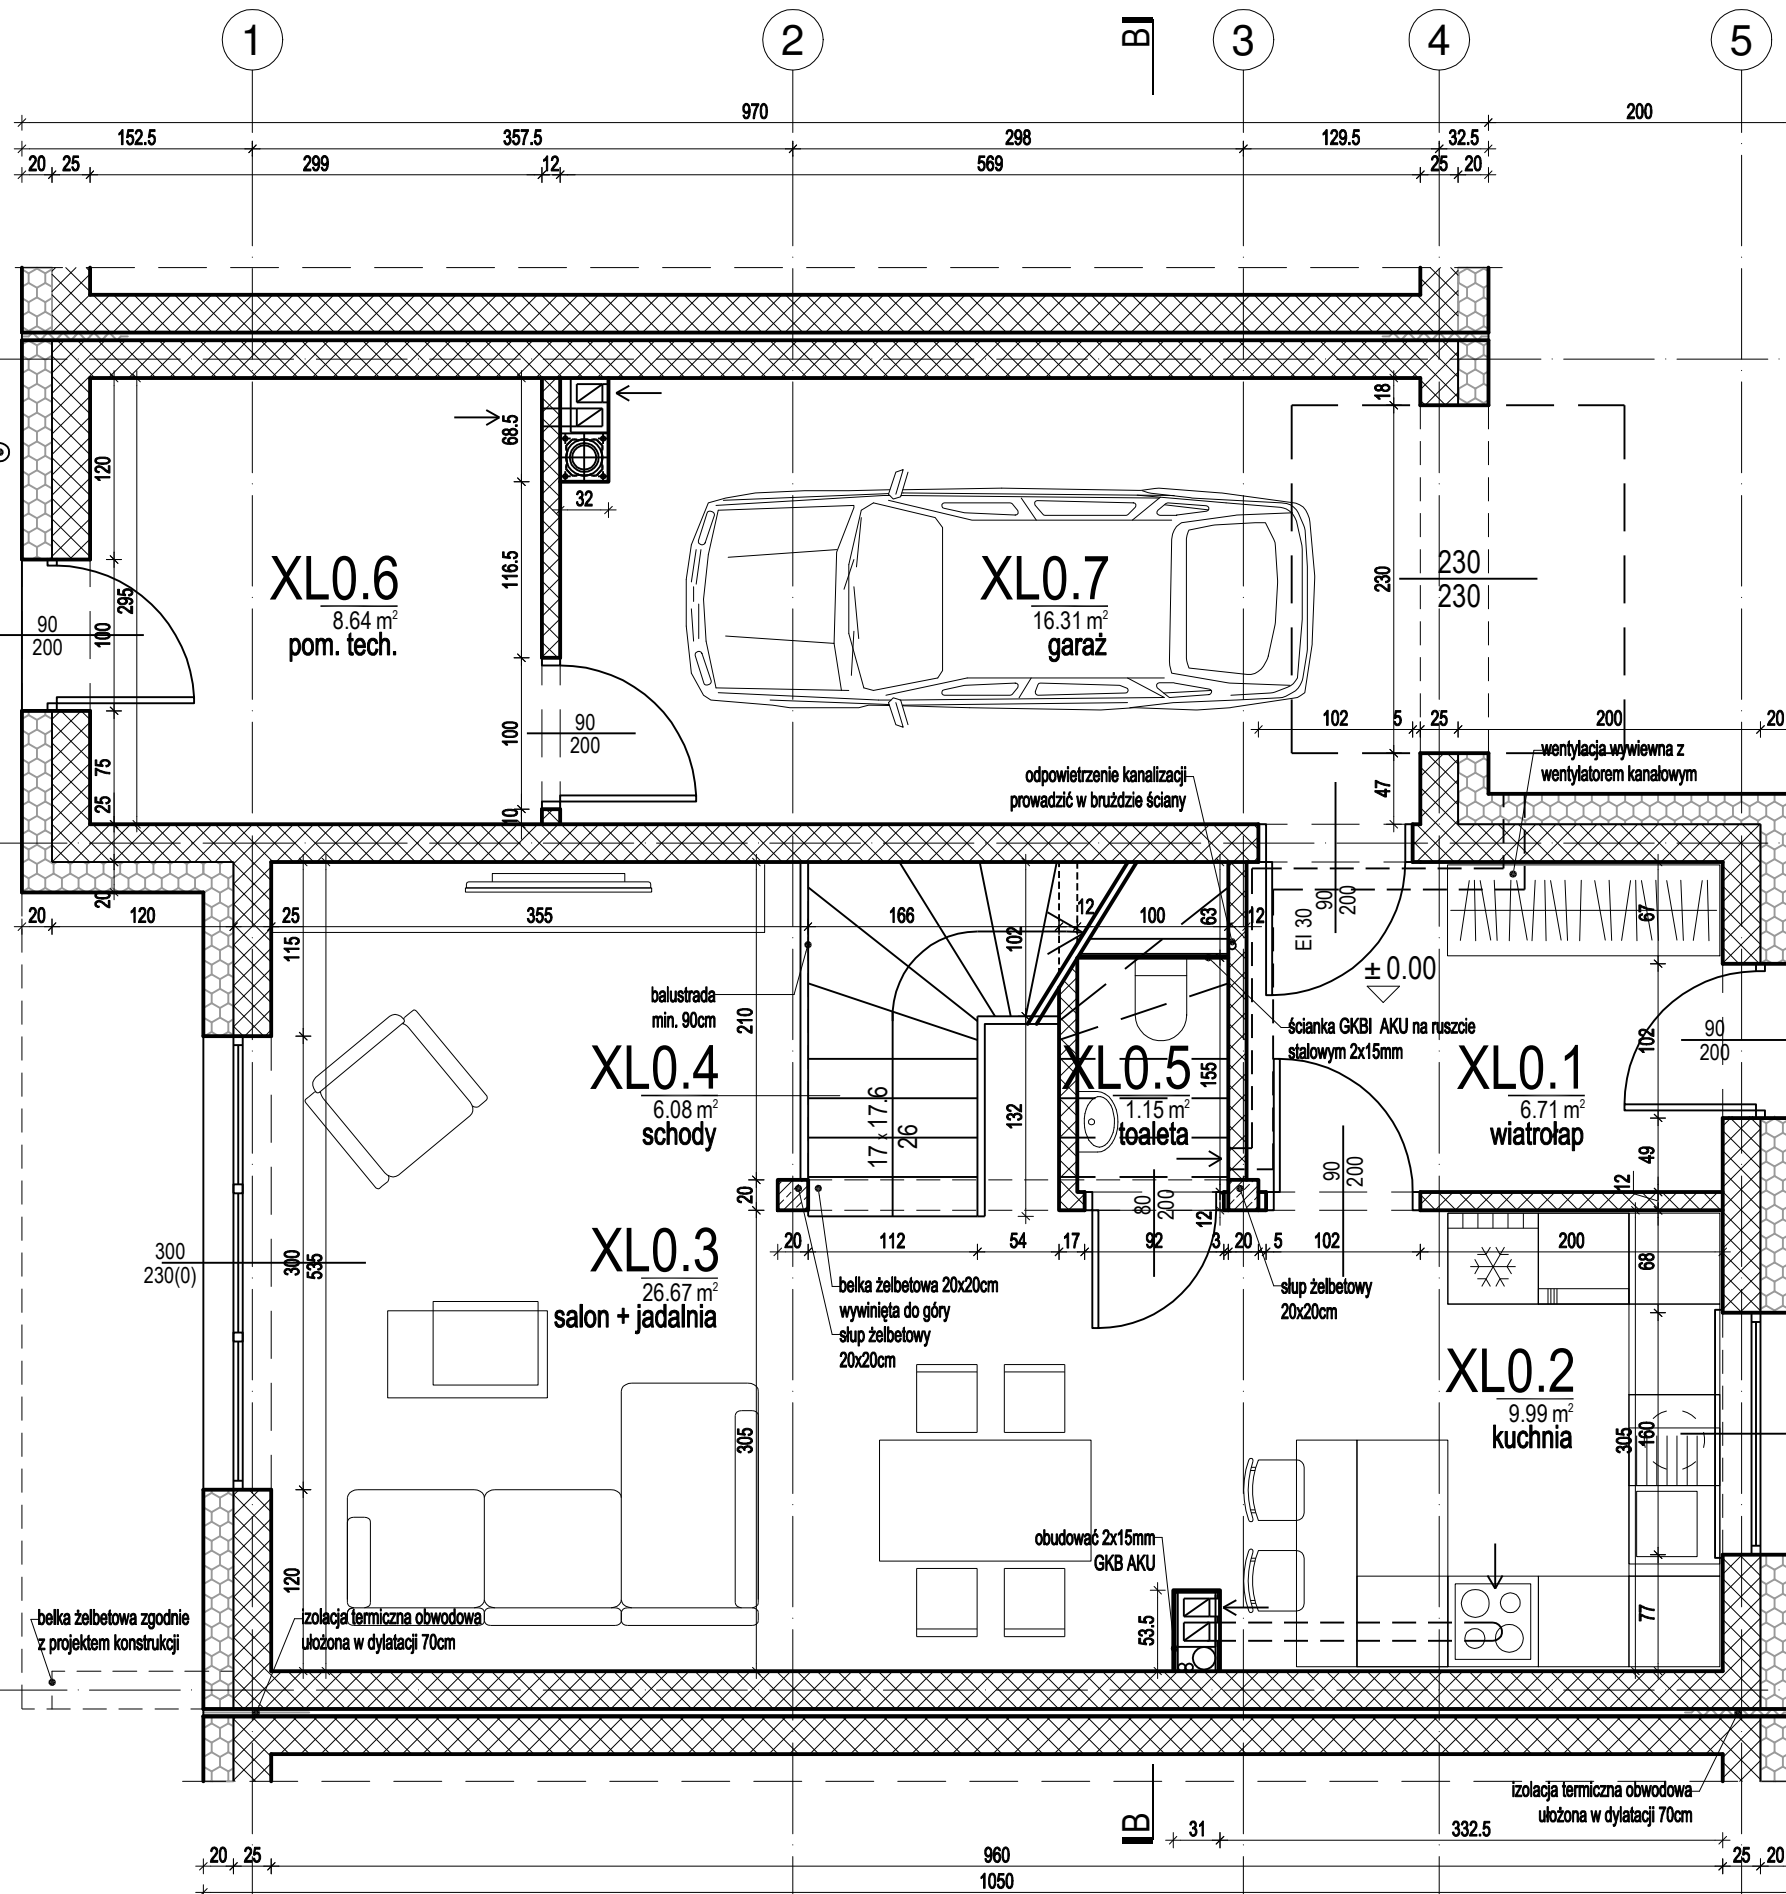 1
2
B
3
4
5
970
200
152.5
357.5
298
129.5
32.5
20
25
299
12
569
25
20
18
120
68.5
32
116.5
295
100
XL0.6
8.64 m²
pom. tech.
XL0.7
16.31 m²
garaż
230
230
230
90
200
90
200
100
75
25
10
102
5
25
200
20
47
wentylacja wywiewna z
wentylatorem kanałowym
odpowietrzenie kanalizacji
prowadzić w bruździe ściany
20
20
120
25
355
166
12
100
63
12
115
102
EI 30
90
200
67
± 0.00
balustrada
min. 90cm
210
ścianka GKBI AKU na ruszcie
stalowym 2x15mm
102
90
200
XL0.4
6.08 m²
schody
17 x 17.6
26
132
XL0.5
1.15 m²
toaleta
155
XL0.1
6.71 m²
wiatrołap
49
12
20
80
200
12
90
200
20
112
54
17
92
3
20
5
102
200
300
230(0)
300
535
XL0.3
26.67 m²
salon + jadalnia
belka żelbetowa 20x20cm
wywinięta do góry
słup żelbetowy
20x20cm
słup żelbetowy
20x20cm
68
XL0.2
9.99 m²
kuchnia
305
305
160
120
obudować 2x15mm
GKB AKU
53.5
77
belka żelbetowa zgodnie
z projektem konstrukcji
izolacja termiczna obwodowa
ułożona w dylatacji 70cm
izolacja termiczna obwodowa
ułożona w dylatacji 70cm
B
31
332.5
20
25
960
25
20
1050